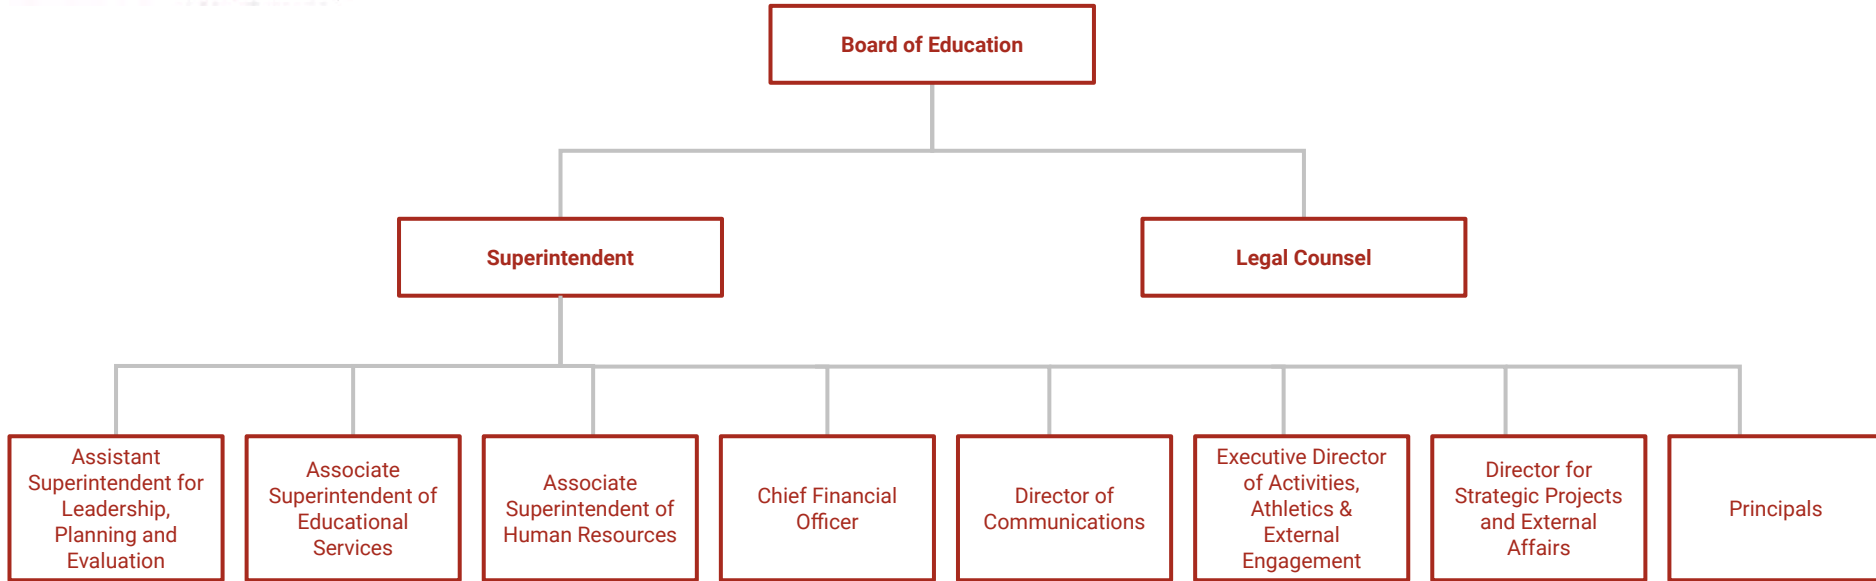 Board of Education
Superintendent
Legal Counsel
Assistant
Superintendent for
Leadership,
Planning and
Evaluation
Associate
Superintendent of
Educational
Services
Associate
Superintendent of
Human Resources
Chief Financial
Officer
Director of
Communications
Executive Director
of Activities,
Athletics &
External
Engagement
Director for
Strategic Projects
and External
Affairs
Principals